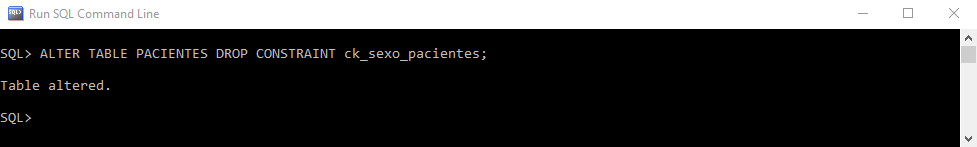 Run SQL Command Line
SQL> ALTER TABLE PACIENTES DROP CONSTRAINT ck_sexo_pacientes;
Table altered.
SQL>